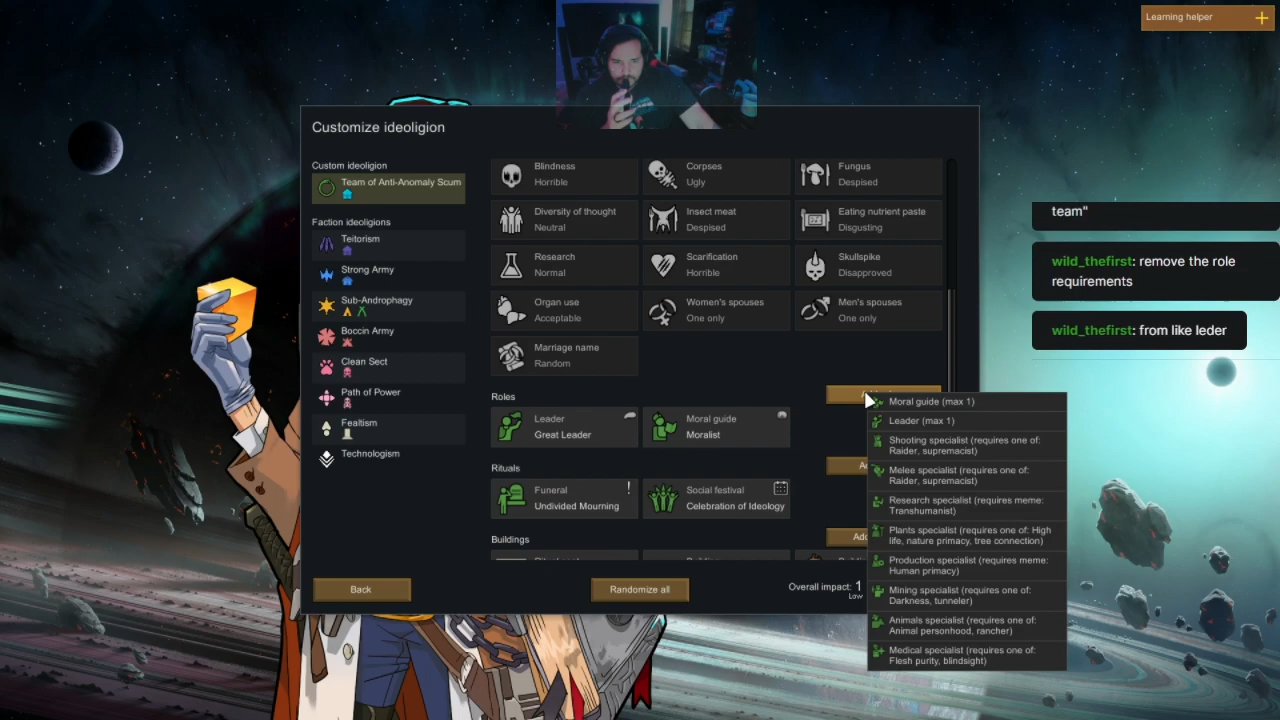 Learning helper
Customize ideoligion
Custom ideoligion
Team of Anti-Anomaly Scum
Faction ideoligions
Teitorism
Strong Army
Sub-Androphagy
Boccin Army
Clean Sect
Path of Power
Fealtism
Technologism
Blindness
Horrible
Corpses
Ugly
Fungus
Despised
Diversity of thought
Neutral
Insect meat
Despised
Eating nutrient paste
Disgusting
Research
Normal
Scarification
Horrible
Skullspike
Disapproved
Organ use
Acceptable
Women's spouses
One only
Men's spouses
One only
Marriage name
Random
Roles
Leader
Great Leader
Moral guide
Moralist
Rituals
Funeral
Undivided Mourning
!
Social festival
Celebration of Ideology
Buildings
Back
Randomize all
Overall impact: 1
Low
Moral guide (max 1)
Leader (max 1)
Shooting specialist (requires one of:
Raider, supremacist)
Melee specialist (requires one of:
Raider, supremacist)
Research specialist (requires meme:
Transhumanist)
Plants specialist (requires one of: High
life, nature primacy, tree connection)
Production specialist (requires meme:
Human primacy)
Mining specialist (requires one of:
Darkness, tunneler)
Animals specialist (requires one of:
Animal personhood, rancher)
Medical specialist (requires one of:
Flesh purity, blindsight)
team"
wild_thefirst: remove the role
requirements
wild_thefirst: from like leder